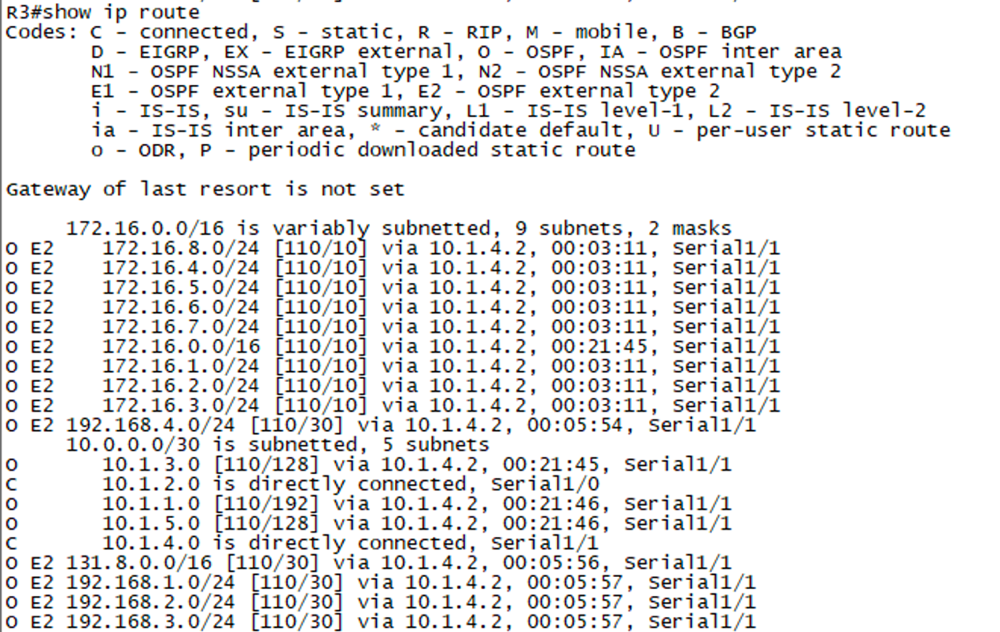 R3#show ip route
Codes: C - connected, S - static, R - RIP, M - mobile, B - BGP
       D - EIGRP, EX - EIGRP external, O - OSPF, IA - OSPF inter area
       N1 - OSPF NSSA external type 1, N2 - OSPF NSSA external type 2
       E1 - OSPF external type 1, E2 - OSPF external type 2
       i - IS-IS, su - IS-IS summary, L1 - IS-IS level-1, L2 - IS-IS level-2
       ia - IS-IS inter area, * - candidate default, U - per-user static route
       o - ODR, P - periodic downloaded static route

Gateway of last resort is not set

     172.16.0.0/16 is variably subnetted, 9 subnets, 2 masks
O E2    172.16.8.0/24 [110/10] via 10.1.4.2, 00:03:11, Serial1/1
O E2    172.16.4.0/24 [110/10] via 10.1.4.2, 00:03:11, Serial1/1
O E2    172.16.5.0/24 [110/10] via 10.1.4.2, 00:03:11, Serial1/1
O E2    172.16.6.0/24 [110/10] via 10.1.4.2, 00:03:11, Serial1/1
O E2    172.16.7.0/24 [110/10] via 10.1.4.2, 00:03:11, Serial1/1
O E2    172.16.0.0/16 [110/10] via 10.1.4.2, 00:21:45, Serial1/1
O E2    172.16.1.0/24 [110/10] via 10.1.4.2, 00:03:11, Serial1/1
O E2    172.16.2.0/24 [110/10] via 10.1.4.2, 00:03:11, Serial1/1
O E2    172.16.3.0/24 [110/10] via 10.1.4.2, 00:03:11, Serial1/1
O E2 192.168.4.0/24 [110/30] via 10.1.4.2, 00:05:54, Serial1/1
     10.0.0.0/30 is subnetted, 5 subnets
O       10.1.3.0 [110/128] via 10.1.4.2, 00:21:45, Serial1/1
C       10.1.2.0 is directly connected, Serial1/0
O       10.1.1.0 [110/192] via 10.1.4.2, 00:21:46, Serial1/1
O       10.1.5.0 [110/128] via 10.1.4.2, 00:21:46, Serial1/1
C       10.1.4.0 is directly connected, Serial1/1
O E2 131.8.0.0/16 [110/30] via 10.1.4.2, 00:05:56, Serial1/1
O E2 192.168.1.0/24 [110/30] via 10.1.4.2, 00:05:57, Serial1/1
O E2 192.168.2.0/24 [110/30] via 10.1.4.2, 00:05:57, Serial1/1
O E2 192.168.3.0/24 [110/30] via 10.1.4.2, 00:05:57, Serial1/1